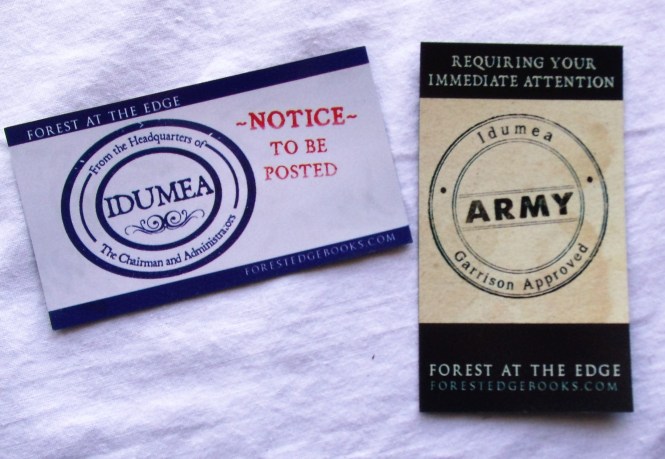 FOREST AT THE EDGE
From the Headquarters of
IDUMEA
The Chairman and Administrators
~NOTICE~
TO BE
POSTED
FORESTEDGEBOOKS.COM
REQUIRING YOUR
IMMEDIATE ATTENTION
Idumea
ARMY
Garrison Approved
FOREST AT THE EDGE
FORESTEDGEBOOKS.COM